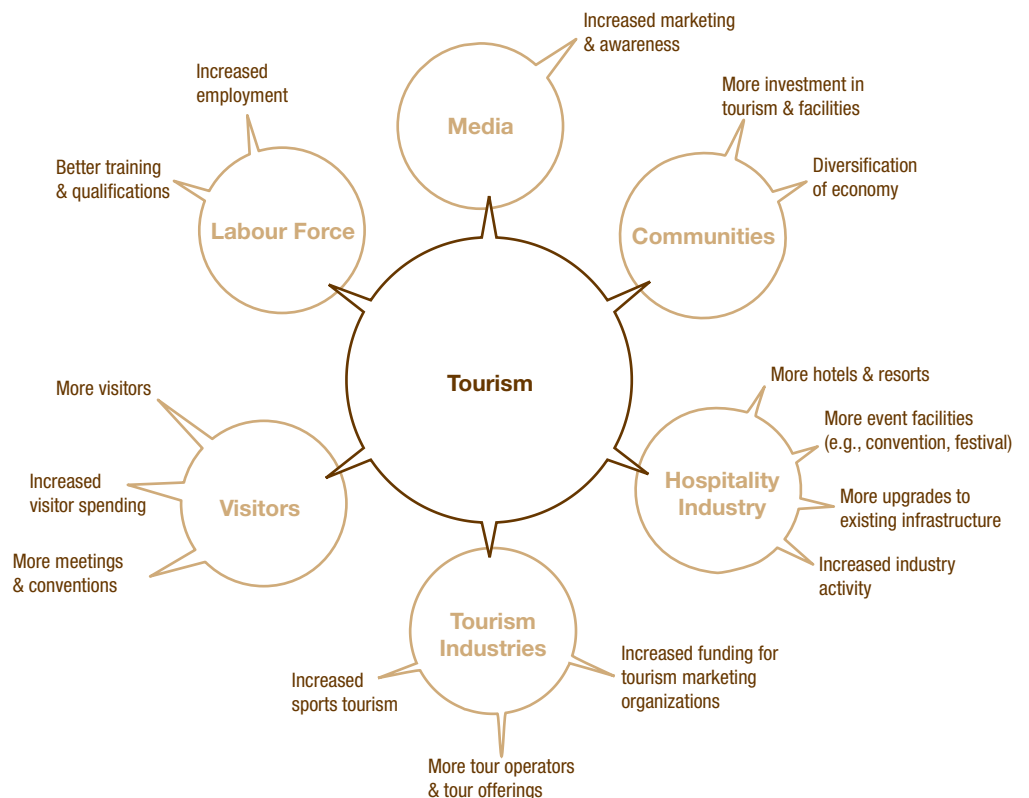 Increased marketing
& awareness
Media
Increased
employment
Better training
& qualifications
Labour Force
More investment in
tourism & facilities
Diversification
of economy
Communities
Tourism
More visitors
Increased
visitor spending
More meetings
& conventions
Visitors
More hotels & resorts
More event facilities
(e.g., convention, festival)
More upgrades to
existing infrastructure
Increased industry
activity
Hospitality
Industry
Tourism
Industries
Increased
sports tourism
Increased funding for
tourism marketing
organizations
More tour operators
& tour offerings